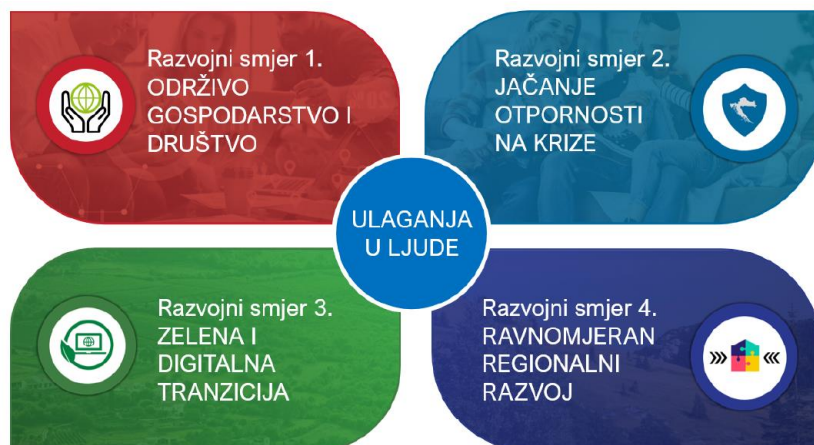 Razvojni smjer 1.
ODRŽIVO
GOSPODARSTVO I
DRUŠTVO
Razvojni smjer 2.
JAČANJE
OTPORNOSTI
NA KRIZE
ULAGANJA
U LJUDE
Razvojni smjer 3.
ZELENA I
DIGITALNA
TRANZICIJA
Razvojni smjer 4.
RAVNOMJERAN
REGIONALNI
RAZVOJ